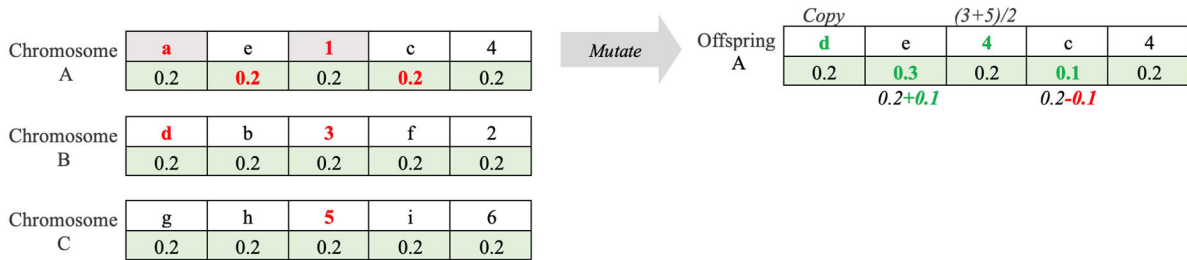 Copy (3+5)/2
Chromosome A
a e 1 c 4
0.2 0.2 0.2 0.2 0.2
Mutate
Offspring A
d e 4 c 4
0.2 0.3 0.2 0.1 0.2
0.2+0.1 0.2-0.1
Chromosome B
d b 3 f 2
0.2 0.2 0.2 0.2 0.2
Chromosome C
g h 5 i 6
0.2 0.2 0.2 0.2 0.2